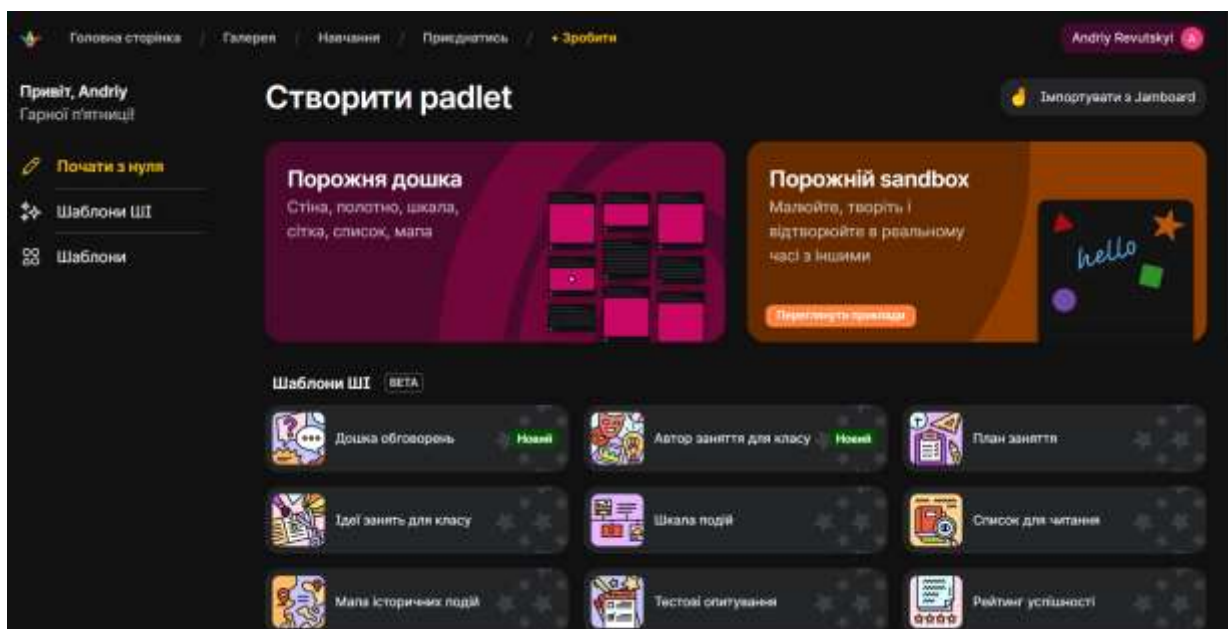 Головна сторінка / Галерея / Навчання / Приєднатись / + Зробити
Andriy Revutskyi A
Привіт, Andriy
Гарної п'ятниці!
Створити padlet
Імпортувати з Jamboard
Почати з нуля
Шаблони ШІ
Шаблони
Порожня дошка
Стіна, полотно, шкала,
сітка, список, мапа
Порожній sandbox
Малюйте, творіть і
відтворюйте в реальному
часі з іншими
hello
Переглянути приклади
Шаблони ШІ BETA
Дошка обговорень Новий
Автор заняття для класу Новий
План заняття
Ідеї занять для класу
Шкала подій
Список для читання
Мапа історичних подій
Тестові опитування
Рейтинг успішності